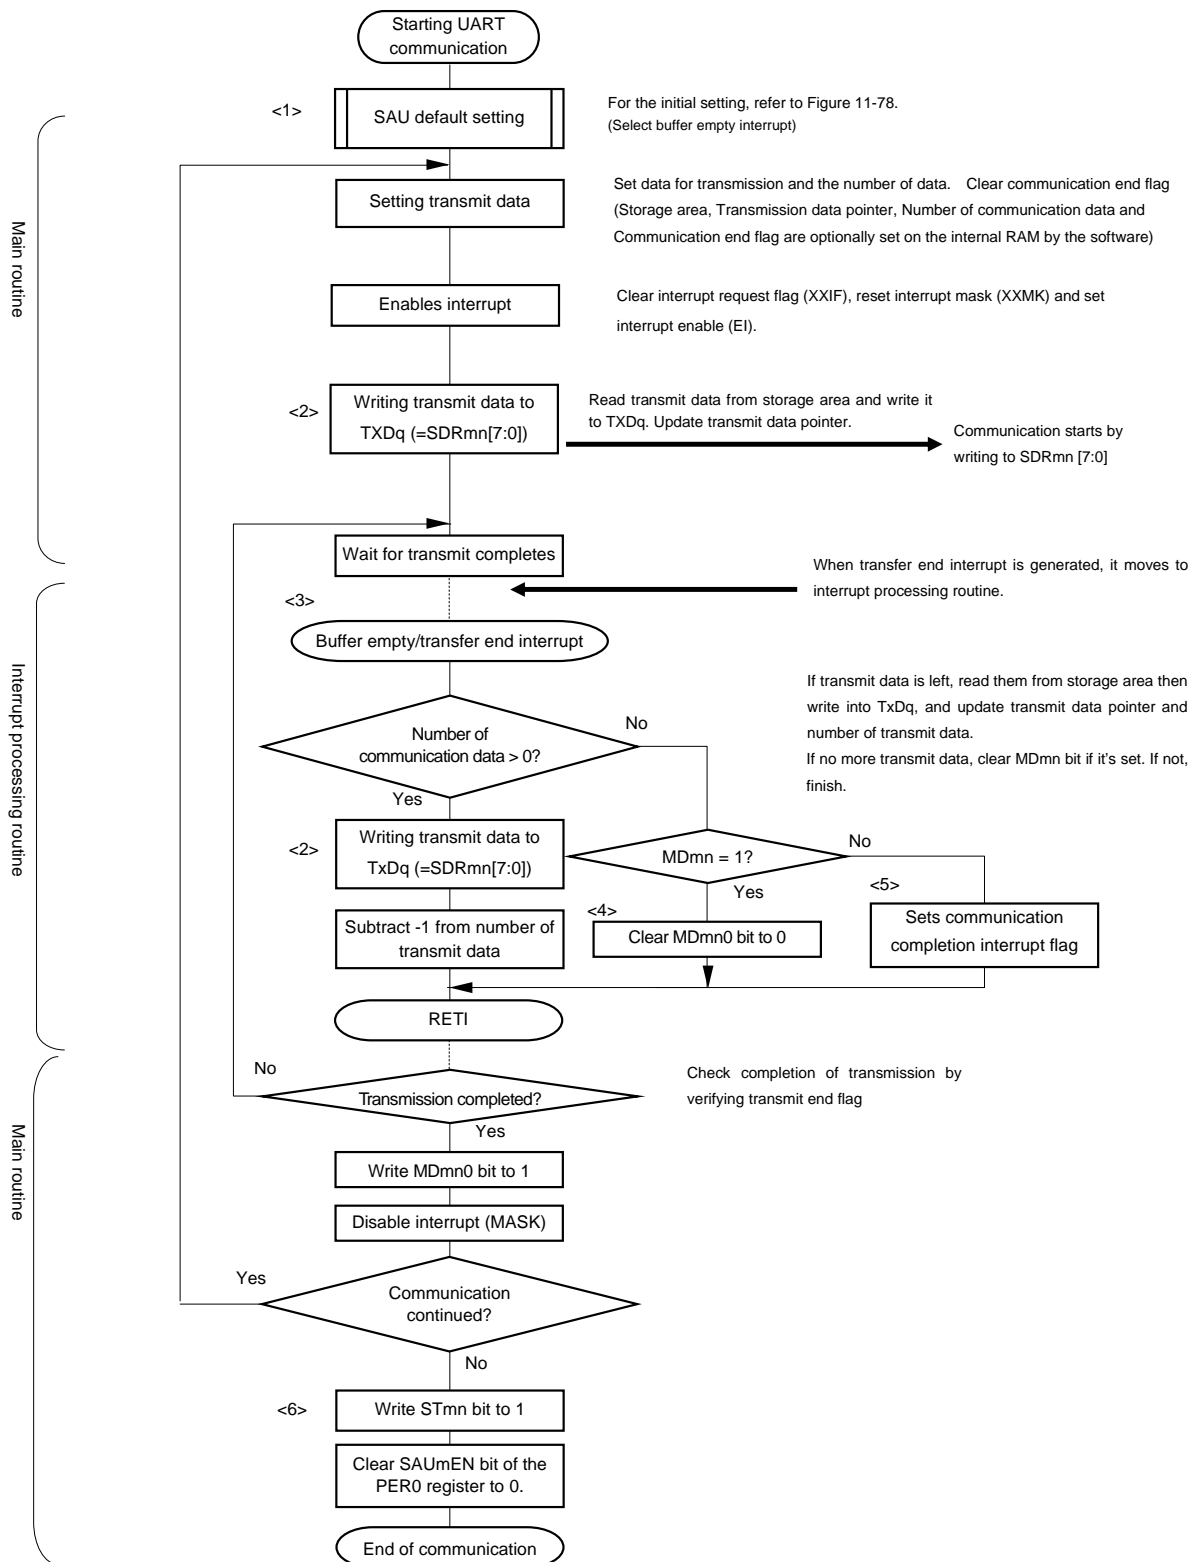 Starting UART
communication
<1>
SAU default setting
For the initial setting, refer to Figure 11-78.
(Select buffer empty interrupt)
Main routine
Setting transmit data
Set data for transmission and the number of data. Clear communication end flag
(Storage area, Transmission data pointer, Number of communication data and
Communication end flag are optionally set on the internal RAM by the software)
Enables interrupt
Clear interrupt request flag (XXIF), reset interrupt mask (XXMK) and set
interrupt enable (EI).
<2>
Writing transmit data to
TXDq (=SDRmn[7:0])
Read transmit data from storage area and write it
to TXDq. Update transmit data pointer.
Communication starts by
writing to SDRmn [7:0]
Wait for transmit completes
When transfer end interrupt is generated, it moves to
interrupt processing routine.
<3>
Buffer empty/transfer end interrupt
Interrupt processing routine
If transmit data is left, read them from storage area then
write into TxDq, and update transmit data pointer and
number of transmit data.
If no more transmit data, clear MDmn bit if it's set. If not,
finish.
Number of
communication data > 0?
No
Yes
<2>
Writing transmit data to
TxDq (=SDRmn[7:0])
MDmn = 1?
No
Yes
<4>
Clear MDmn0 bit to 0
<5>
Sets communication
completion interrupt flag
Subtract -1 from number of
transmit data
RETI
No
Transmission completed?
Check completion of transmission by
verifying transmit end flag
Yes
Main routine
Write MDmn0 bit to 1
Disable interrupt (MASK)
Yes
Communication
continued?
No
<6>
Write STmn bit to 1
Clear SAUmEN bit of the
PER0 register to 0.
End of communication